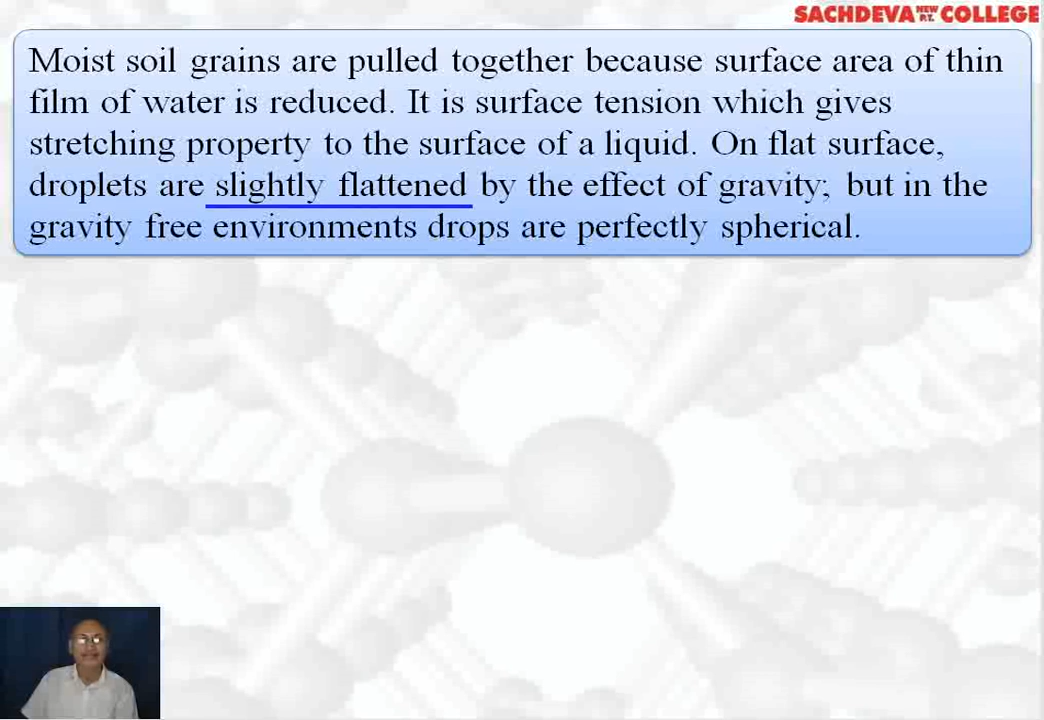 SACHDEVA NEW P.T. COLLEGE
Moist soil grains are pulled together because surface area of thin
film of water is reduced. It is surface tension which gives
stretching property to the surface of a liquid. On flat surface,
droplets are slightly flattened by the effect of gravity; but in the
gravity free environments drops are perfectly spherical.